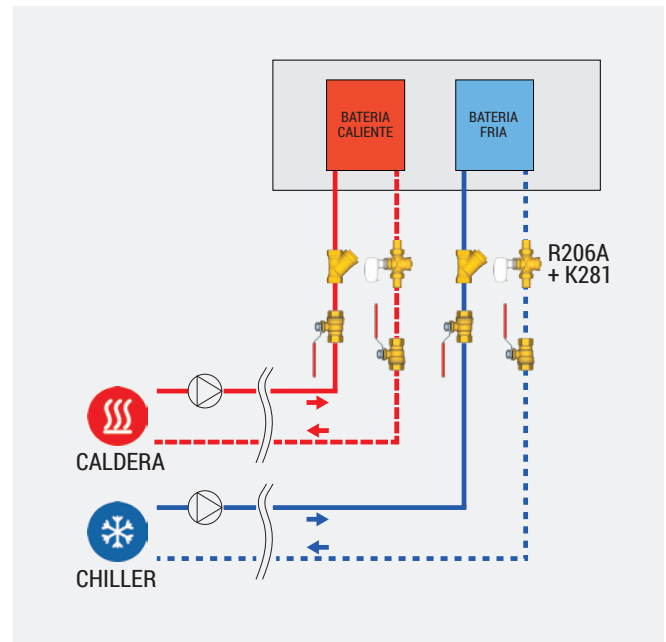 BATERIA
CALIENTE
BATERIA
FRIA
R206A
+ K281
CALDERA
CHILLER